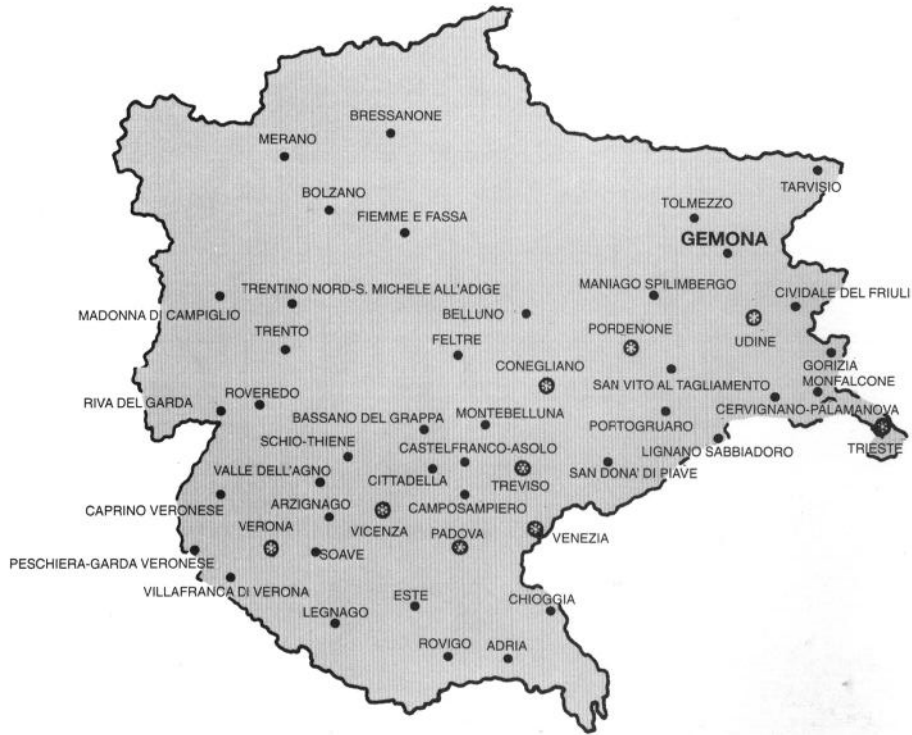 BRESSANONE
MERANO
TARVISIO
BOLZANO
TOLMEZZO
FIEMME E FASSA
GEMONA
MANIAGO SPILIMBERGO
TRENTINO NORD-S. MICHELE ALL'ADIGE
CIVIDALE DEL FRIULI
MADONNA DI CAMPIGLIO
BELLUNO
TRENTO
PORDENONE
UDINE
FELTRE
CONEGLIANO
GORIZIA
SAN VITO AL TAGLIAMENTO
MONFALCONE
ROVEREDO
RIVA DEL GARDA
BASSANO DEL GRAPPA
MONTEBELLUNA
CERVIGNANO-PALAMANOVA
PORTOGRUARO
SCHIO-THIENE
CASTELFRANCO-ASOLO
LIGNANO SABBIADORO
TRIESTE
VALLE DELL'AGNO
CITTADELLA
TREVISO
SAN DONA' DI PIAVE
CAPRINO VERONESE
ARZIGNAGO
CAMPOSAMPIERO
VERONA
VICENZA
PADOVA
VENEZIA
PESCHIERA-GARDA VERONESE
SOAVE
VILLAFRANCA DI VERONA
ESTE
CHIOGGIA
LEGNAGO
ROVIGO
ADRIA